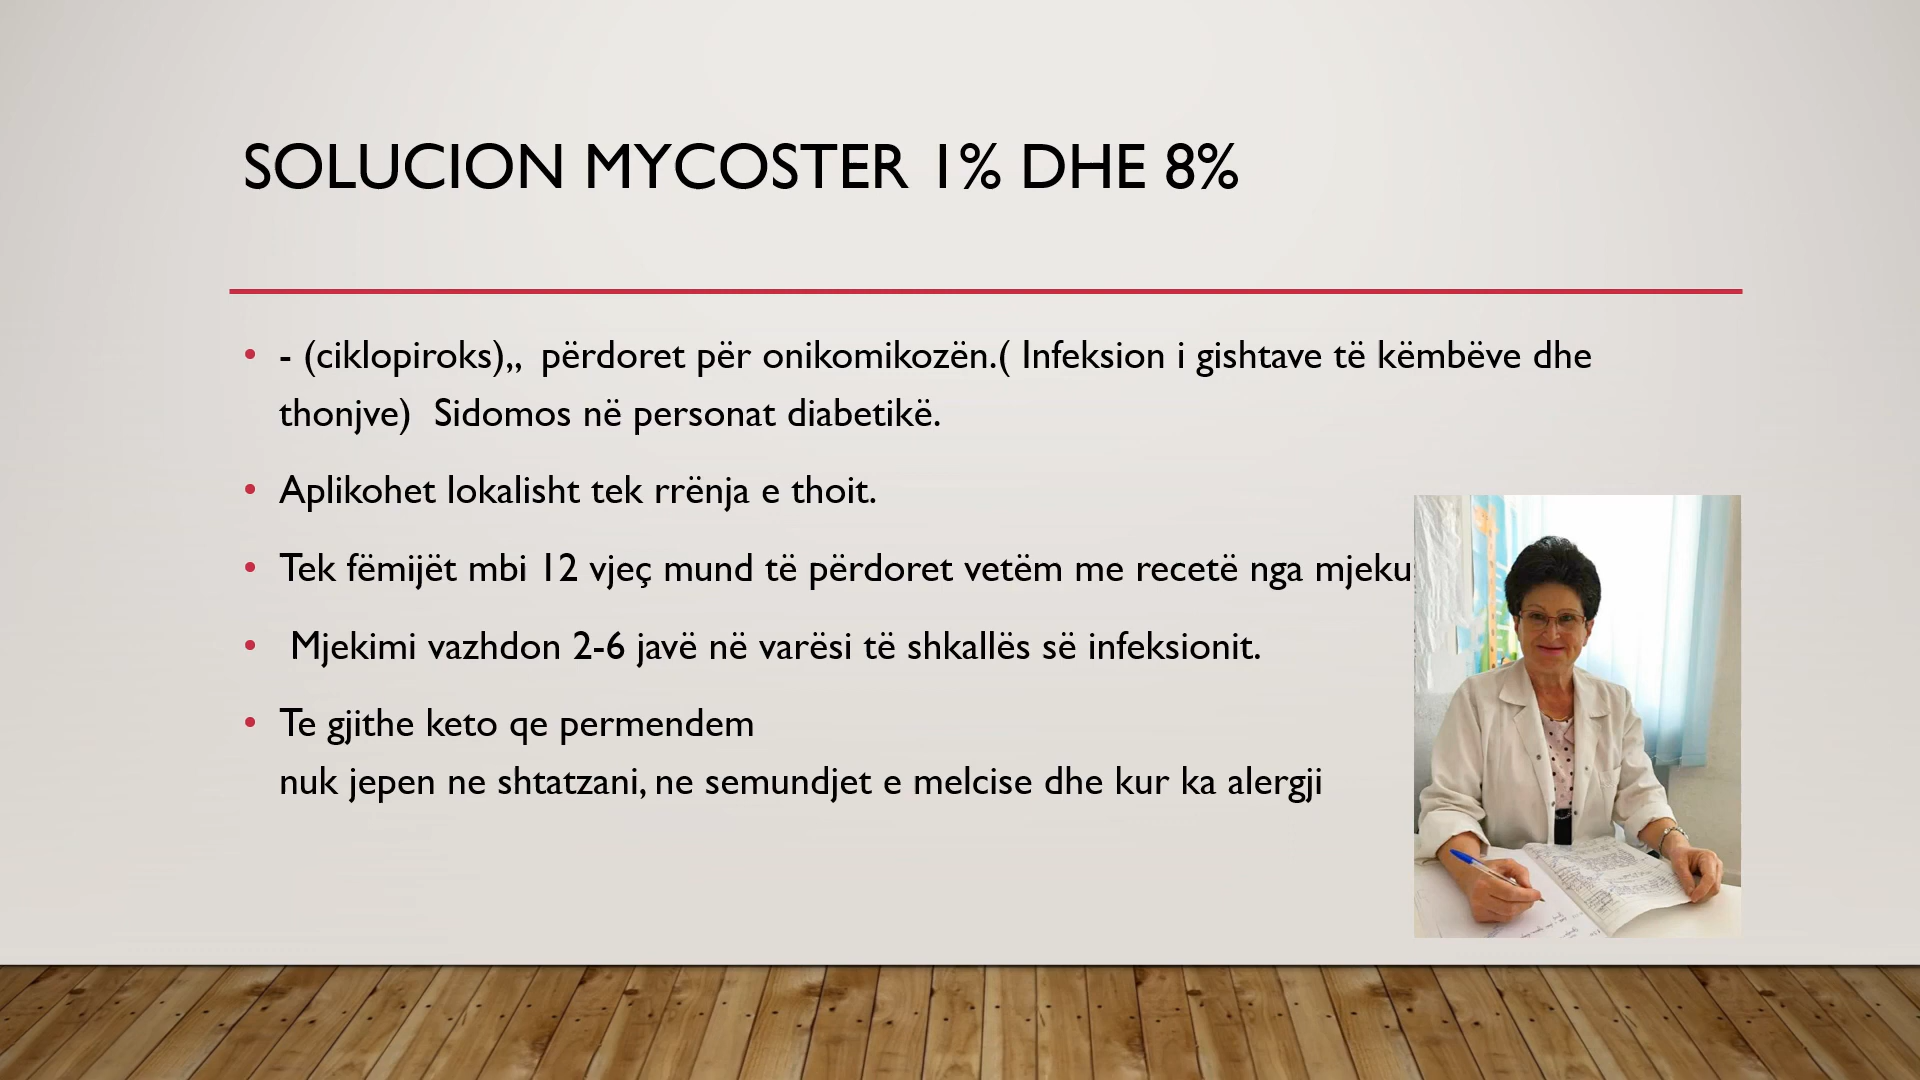 SOLUCION MYCOSTER 1% DHE 8%
- (ciklopiroks),, përdoret për onikomikozën.( Infeksion i gishtave të këmbëve dhe
thonjve) Sidomos në personat diabetikë.
Aplikohet lokalisht tek rrënja e thoit.
Tek fëmijët mbi 12 vjeç mund të përdoret vetëm me recetë nga mjeku
Mjekimi vazhdon 2-6 javë në varësi të shkallës së infeksionit.
Te gjithe keto qe permendem
nuk jepen ne shtatzani, ne semundjet e melcise dhe kur ka alergji